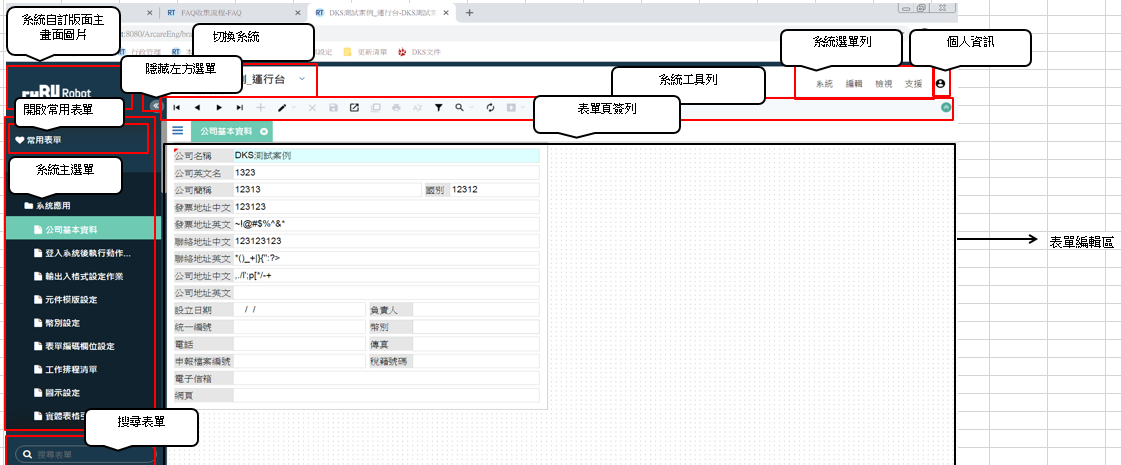 系統自訂版面主
畫面圖片
FAQ收集流程-FAQ
DKS測試案例_運行台-DKS測試案
:8080/ArcareEng/
行政管理
更新清單
DKS文件
切換系統
隱藏左方選單
_運行台
系統選單列
個人資訊
系統
編輯
檢視
支援
系統工具列
表單頁簽列
Robot
開啟常用表單
常用表單
系統主選單
系統應用
公司基本資料
登入系統後執行動作...
輸出入格式設定作業
元件模版設定
幣別設定
表單編碼欄位設定
工作排程清單
圖示設定
實體表格
搜尋表單
搜尋表單
公司基本資料
公司名稱 DKS測試案例
公司英文名 1323
公司簡稱 12313 國別 12312
發票地址中文 123123
發票地址英文 ~!@#$%^&*
聯絡地址中文 123123123
聯絡地址英文 *()_+|}{":?>
公司地址中文 ,./l';p[*/-+
公司地址英文
設立日期 / / 負責人
統一編號 幣別
電話 傳真
申報檔案編號 稅籍號碼
電子信箱
網頁
表單編輯區